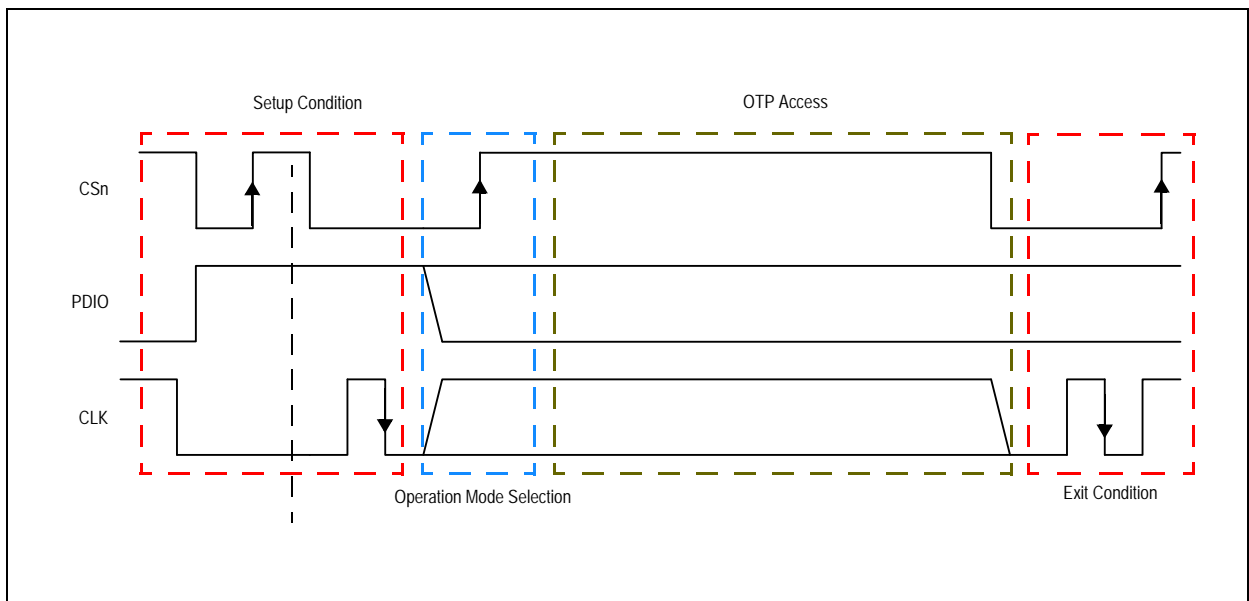 Setup Condition
OTP Access
CSn
PDIO
CLK
Operation Mode Selection
Exit Condition